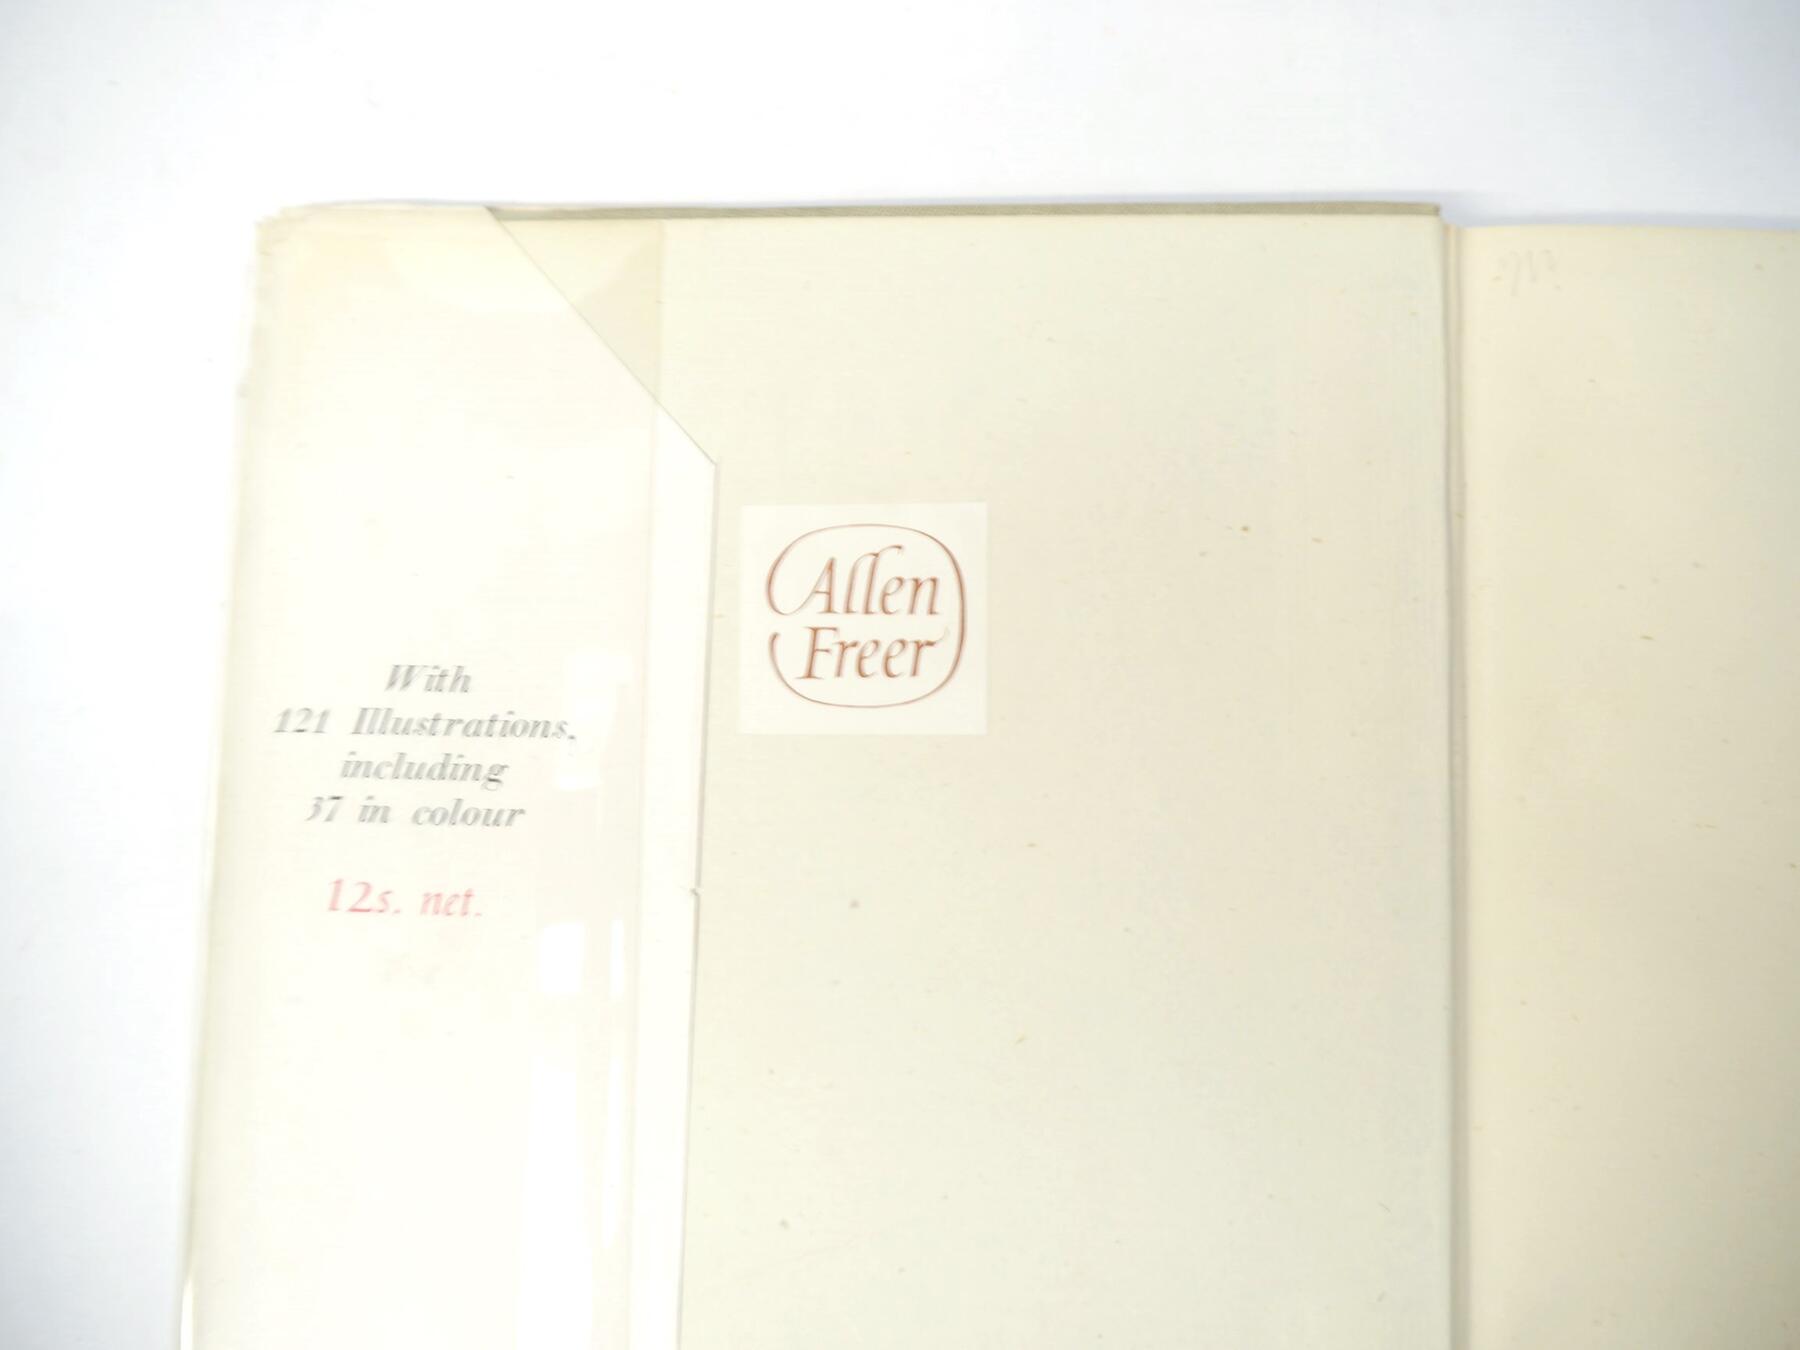 With
121 Illustrations,
including
37 in colour
12s. net.
Allen
Freer